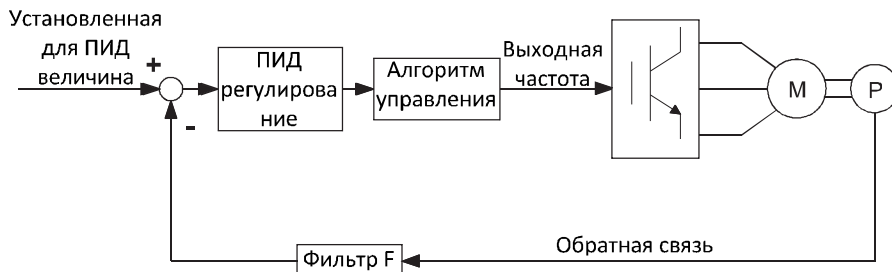 Установленная
для ПИД
величина
+
-
ПИД
регулирова
ние
Алгоритм
управления
Выходная
частота
M
P
Обратная связь
Фильтр F